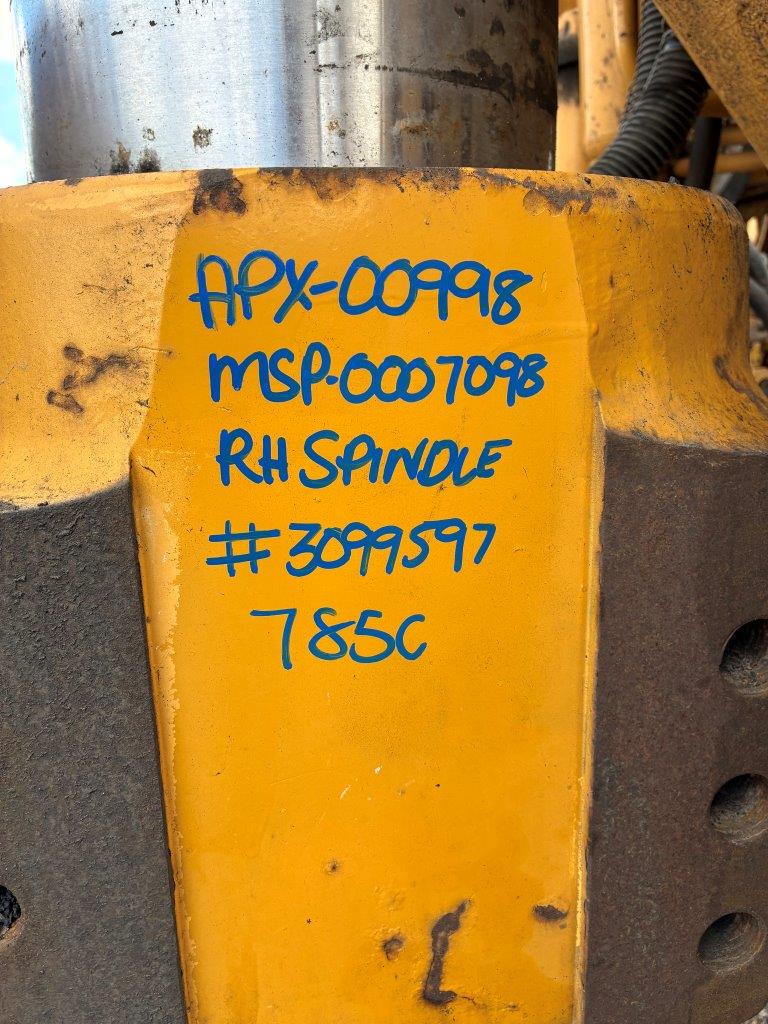 APX-00998
MSP-0007098
RH SPINDLE
#3099597
785C